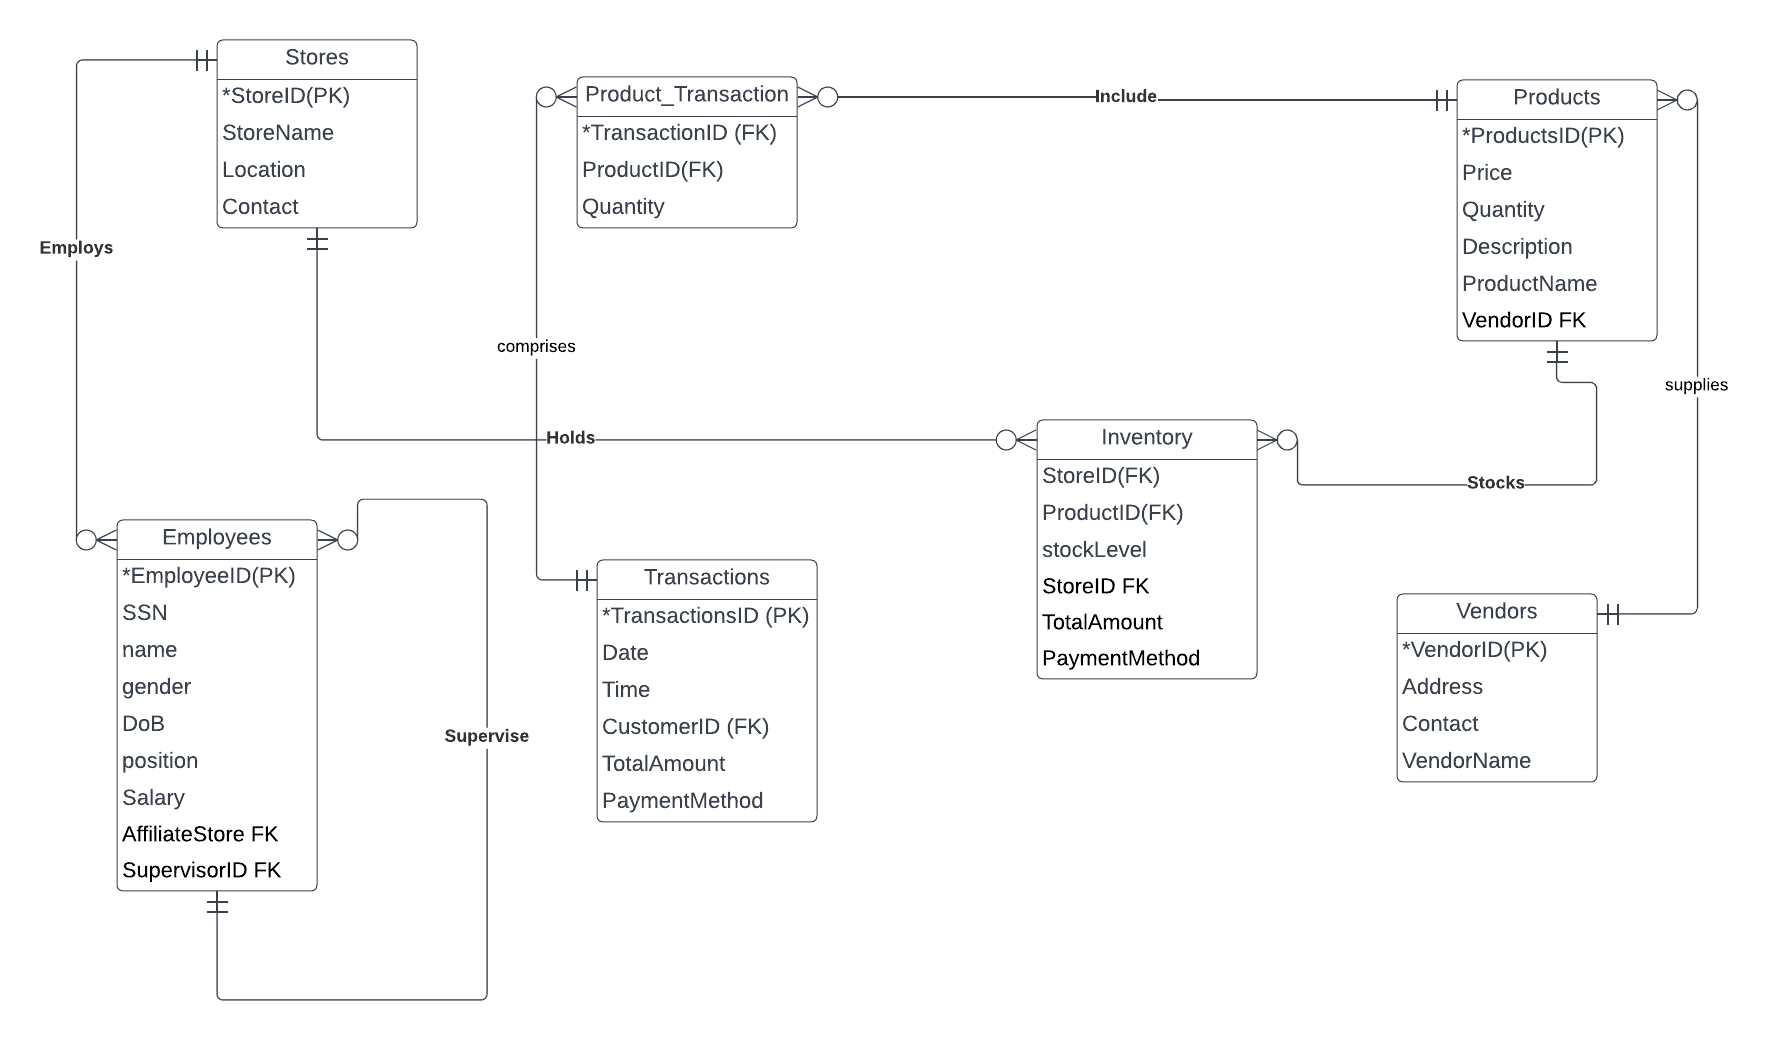 Stores
*StoreID(PK)
StoreName
Location
Contact
Product_Transaction
*TransactionID (FK)
ProductID(FK)
Quantity
Include
Products
*ProductsID(PK)
Price
Quantity
Description
ProductName
VendorID FK
Employs
comprises
supplies
Holds
Inventory
StoreID(FK)
ProductID(FK)
stockLevel
StoreID FK
TotalAmount
PaymentMethod
Stocks
Employees
*EmployeeID(PK)
SSN
name
gender
DoB
position
Salary
AffiliateStore FK
SupervisorID FK
Supervise
Transactions
*TransactionsID (PK)
Date
Time
CustomerID (FK)
TotalAmount
PaymentMethod
Vendors
*VendorID(PK)
Address
Contact
VendorName